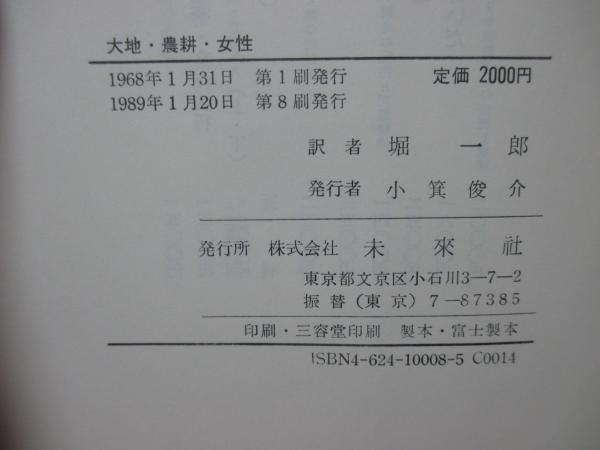 大地・農耕・女性
1968年1月31日 第1刷発行 定価 2000円
1989年1月20日 第8刷発行
訳者 堀一郎
発行者 小箕俊介
発行所 株式会社 未來社
東京都文京区小石川3—7—2
振替(東京)7—87385
印刷・三容堂印刷 製本・富士製本
ISBN4-624-10008-5 C0014